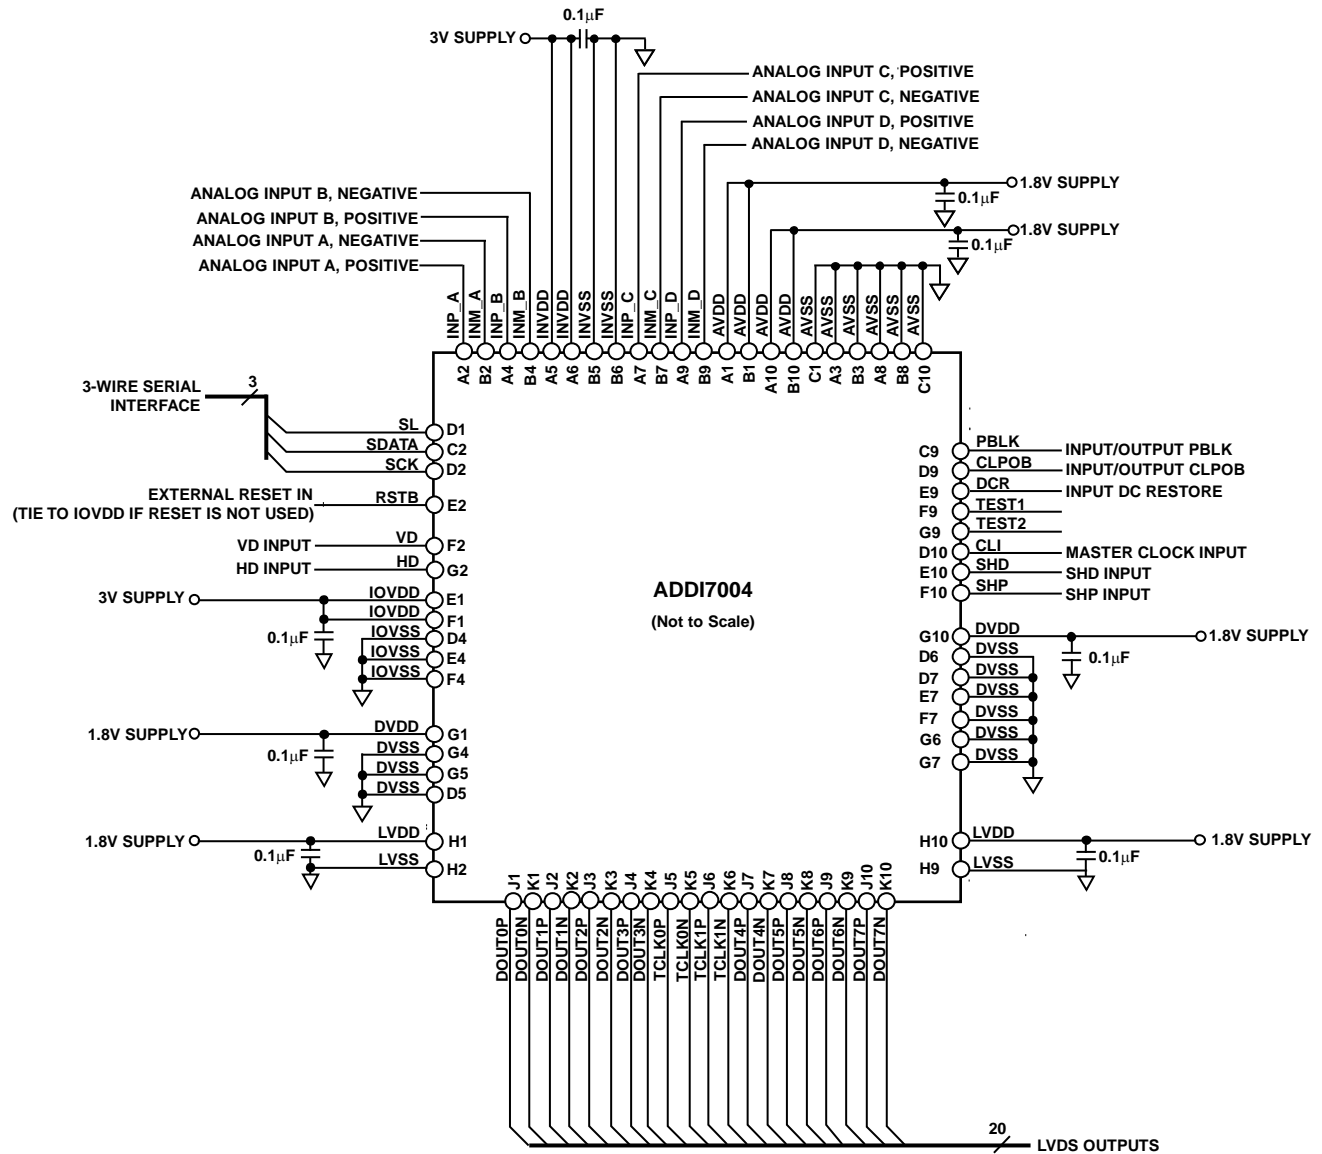 0.1µF
3V SUPPLY
ANALOG INPUT C, POSITIVE
ANALOG INPUT C, NEGATIVE
ANALOG INPUT D, POSITIVE
ANALOG INPUT D, NEGATIVE
1.8V SUPPLY
0.1µF
1.8V SUPPLY
0.1µF
ANALOG INPUT B, NEGATIVE
ANALOG INPUT B, POSITIVE
ANALOG INPUT A, NEGATIVE
ANALOG INPUT A, POSITIVE
INP_A
INM_A
INP_B
INM_B
INVDD
INVDD
INVSS
INVSS
INP_C
INM_C
INP_D
INM_D
AVDD
AVDD
AVDD
AVDD
AVSS
AVSS
AVSS
AVSS
AVSS
AVSS
A2
B2
A4
B4
A5
A6
B5
B6
A7
B7
A9
B9
A1
B1
A10
B10
C1
A3
B3
A8
B8
C10
3-WIRE SERIAL
INTERFACE
3
SL D1
SDATA C2
SCK D2
EXTERNAL RESET IN
(TIE TO IOVDD IF RESET IS NOT USED)
RSTB E2
VD INPUT VD F2
HD INPUT HD G2
3V SUPPLY IOVDD E1
IOVDD F1
0.1µF
IOVSS D4
IOVSS E4
IOVSS F4
1.8V SUPPLY DVDD G1
0.1µF
DVSS G4
DVSS G5
DVSS D5
1.8V SUPPLY LVDD H1
0.1µF
LVSS H2
ADDI7004
(Not to Scale)
C9 PBLK INPUT/OUTPUT PBLK
D9 CLPOB INPUT/OUTPUT CLPOB
E9 DCR INPUT DC RESTORE
F9 TEST1
G9 TEST2
D10 CLI MASTER CLOCK INPUT
E10 SHD SHD INPUT
F10 SHP SHP INPUT
G10 DVDD 1.8V SUPPLY
0.1µF
D6 DVSS
D7 DVSS
E7 DVSS
F7 DVSS
G6 DVSS
G7 DVSS
H10 LVDD 1.8V SUPPLY
0.1µF
H9 LVSS
J1
K1
J2
K2
J3
K3
J4
K4
J5
K5
J6
K6
J7
K7
J8
K8
J9
K9
J10
K10
DOUT0P
DOUT0N
DOUT1P
DOUT1N
DOUT2P
DOUT2N
DOUT3P
DOUT3N
TCLK0P
TCLK0N
TCLK1P
TCLK1N
DOUT4P
DOUT4N
DOUT5P
DOUT5N
DOUT6P
DOUT6N
DOUT7P
DOUT7N
20
LVDS OUTPUTS